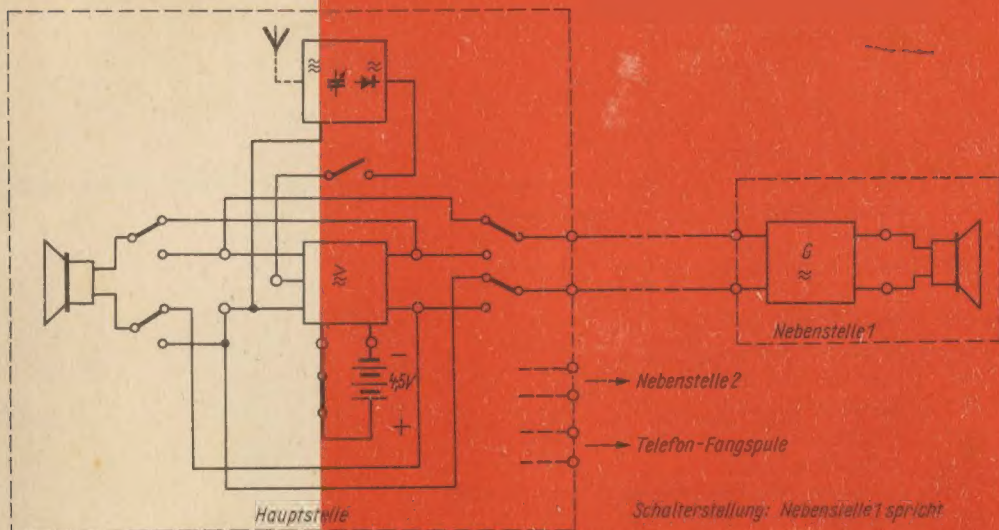 V
4,5V
−
+
G
Nebenstelle 1
Nebenstelle 2
Telefon-Fangspule
Hauptstelle
Schalterstellung: Nebenstelle 1 spricht